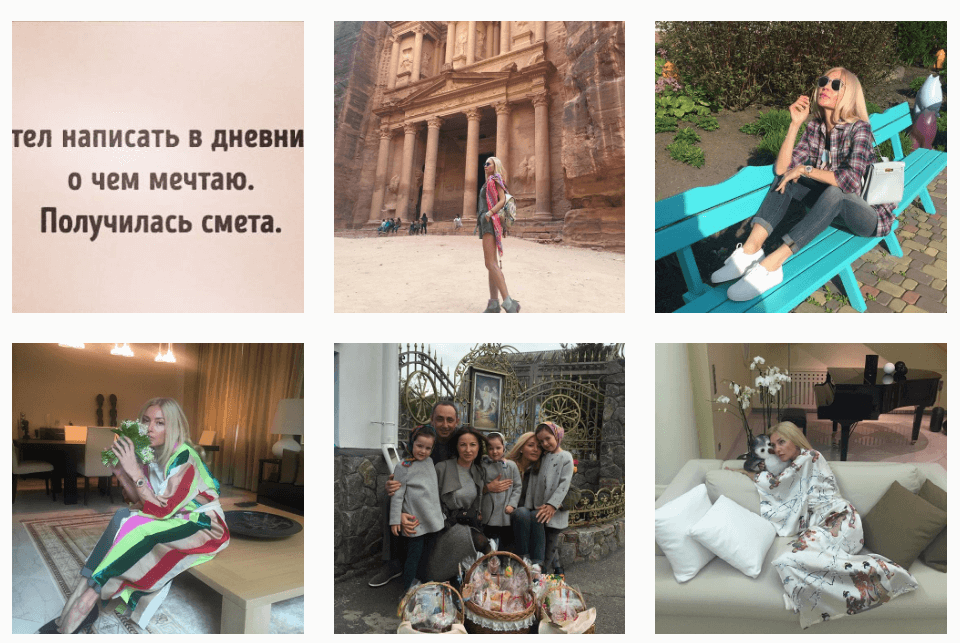 тел написать в дневни
о чем мечтаю.
Получилась смета.